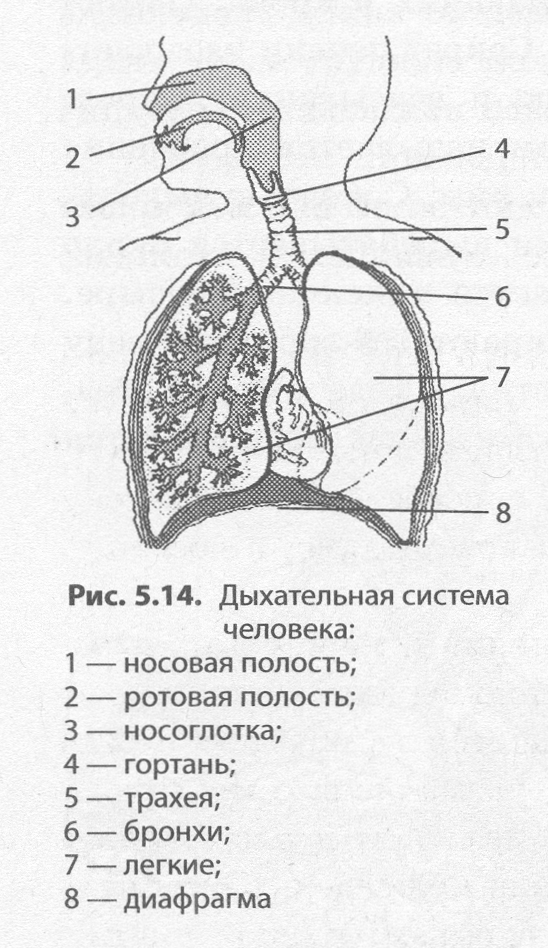 1
2
3
4
5
6
7
8
Рис. 5.14. Дыхательная система
человека:
1 — носовая полость;
2 — ротовая полость;
3 — носоглотка;
4 — гортань;
5 — трахея;
6 — бронхи;
7 — легкие;
8 — диафрагма